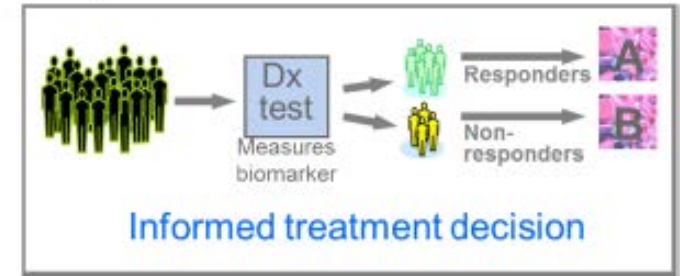 Dx
test
Measures
biomarker
Responders
A
Non-
responders
B
Informed treatment decision